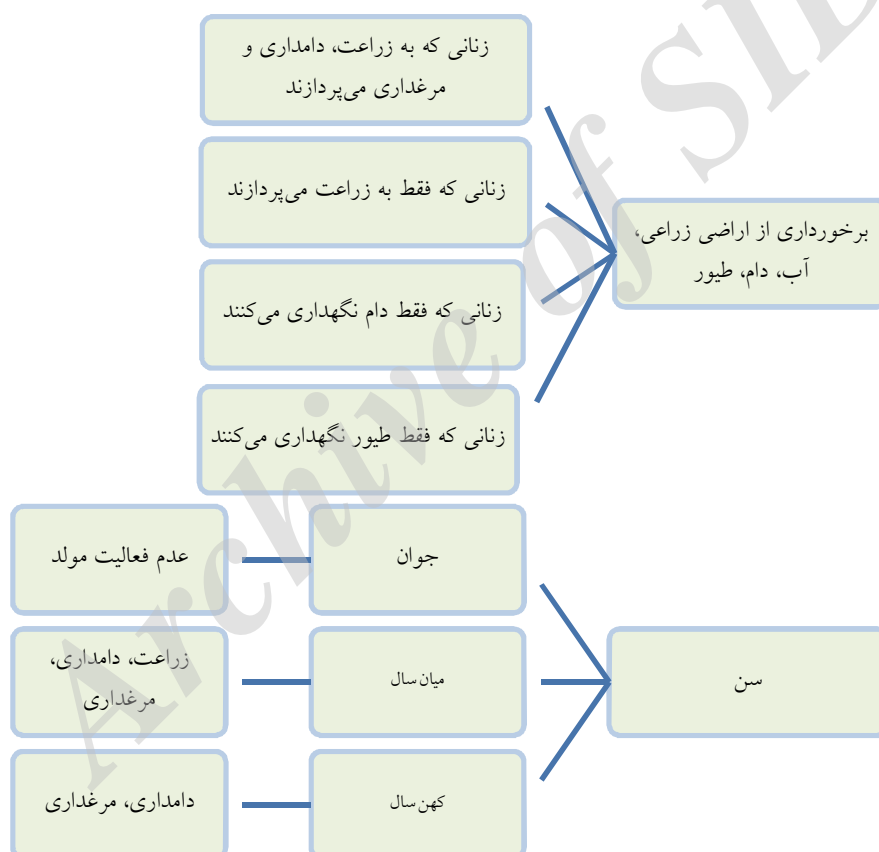 زنانی که به زراعت، دامداری و
مرغداری می‌پردازند
زنانی که فقط به زراعت می‌پردازند
برخورداری از اراضی زراعی،
آب، دام، طیور
زنانی که فقط دام نگهداری می‌کنند
زنانی که فقط طیور نگهداری می‌کنند
جوان
عدم فعالیت مولد
سن
میان‌سال
زراعت، دامداری،
مرغداری
کهن‌سال
دامداری، مرغداری
Archive of SID